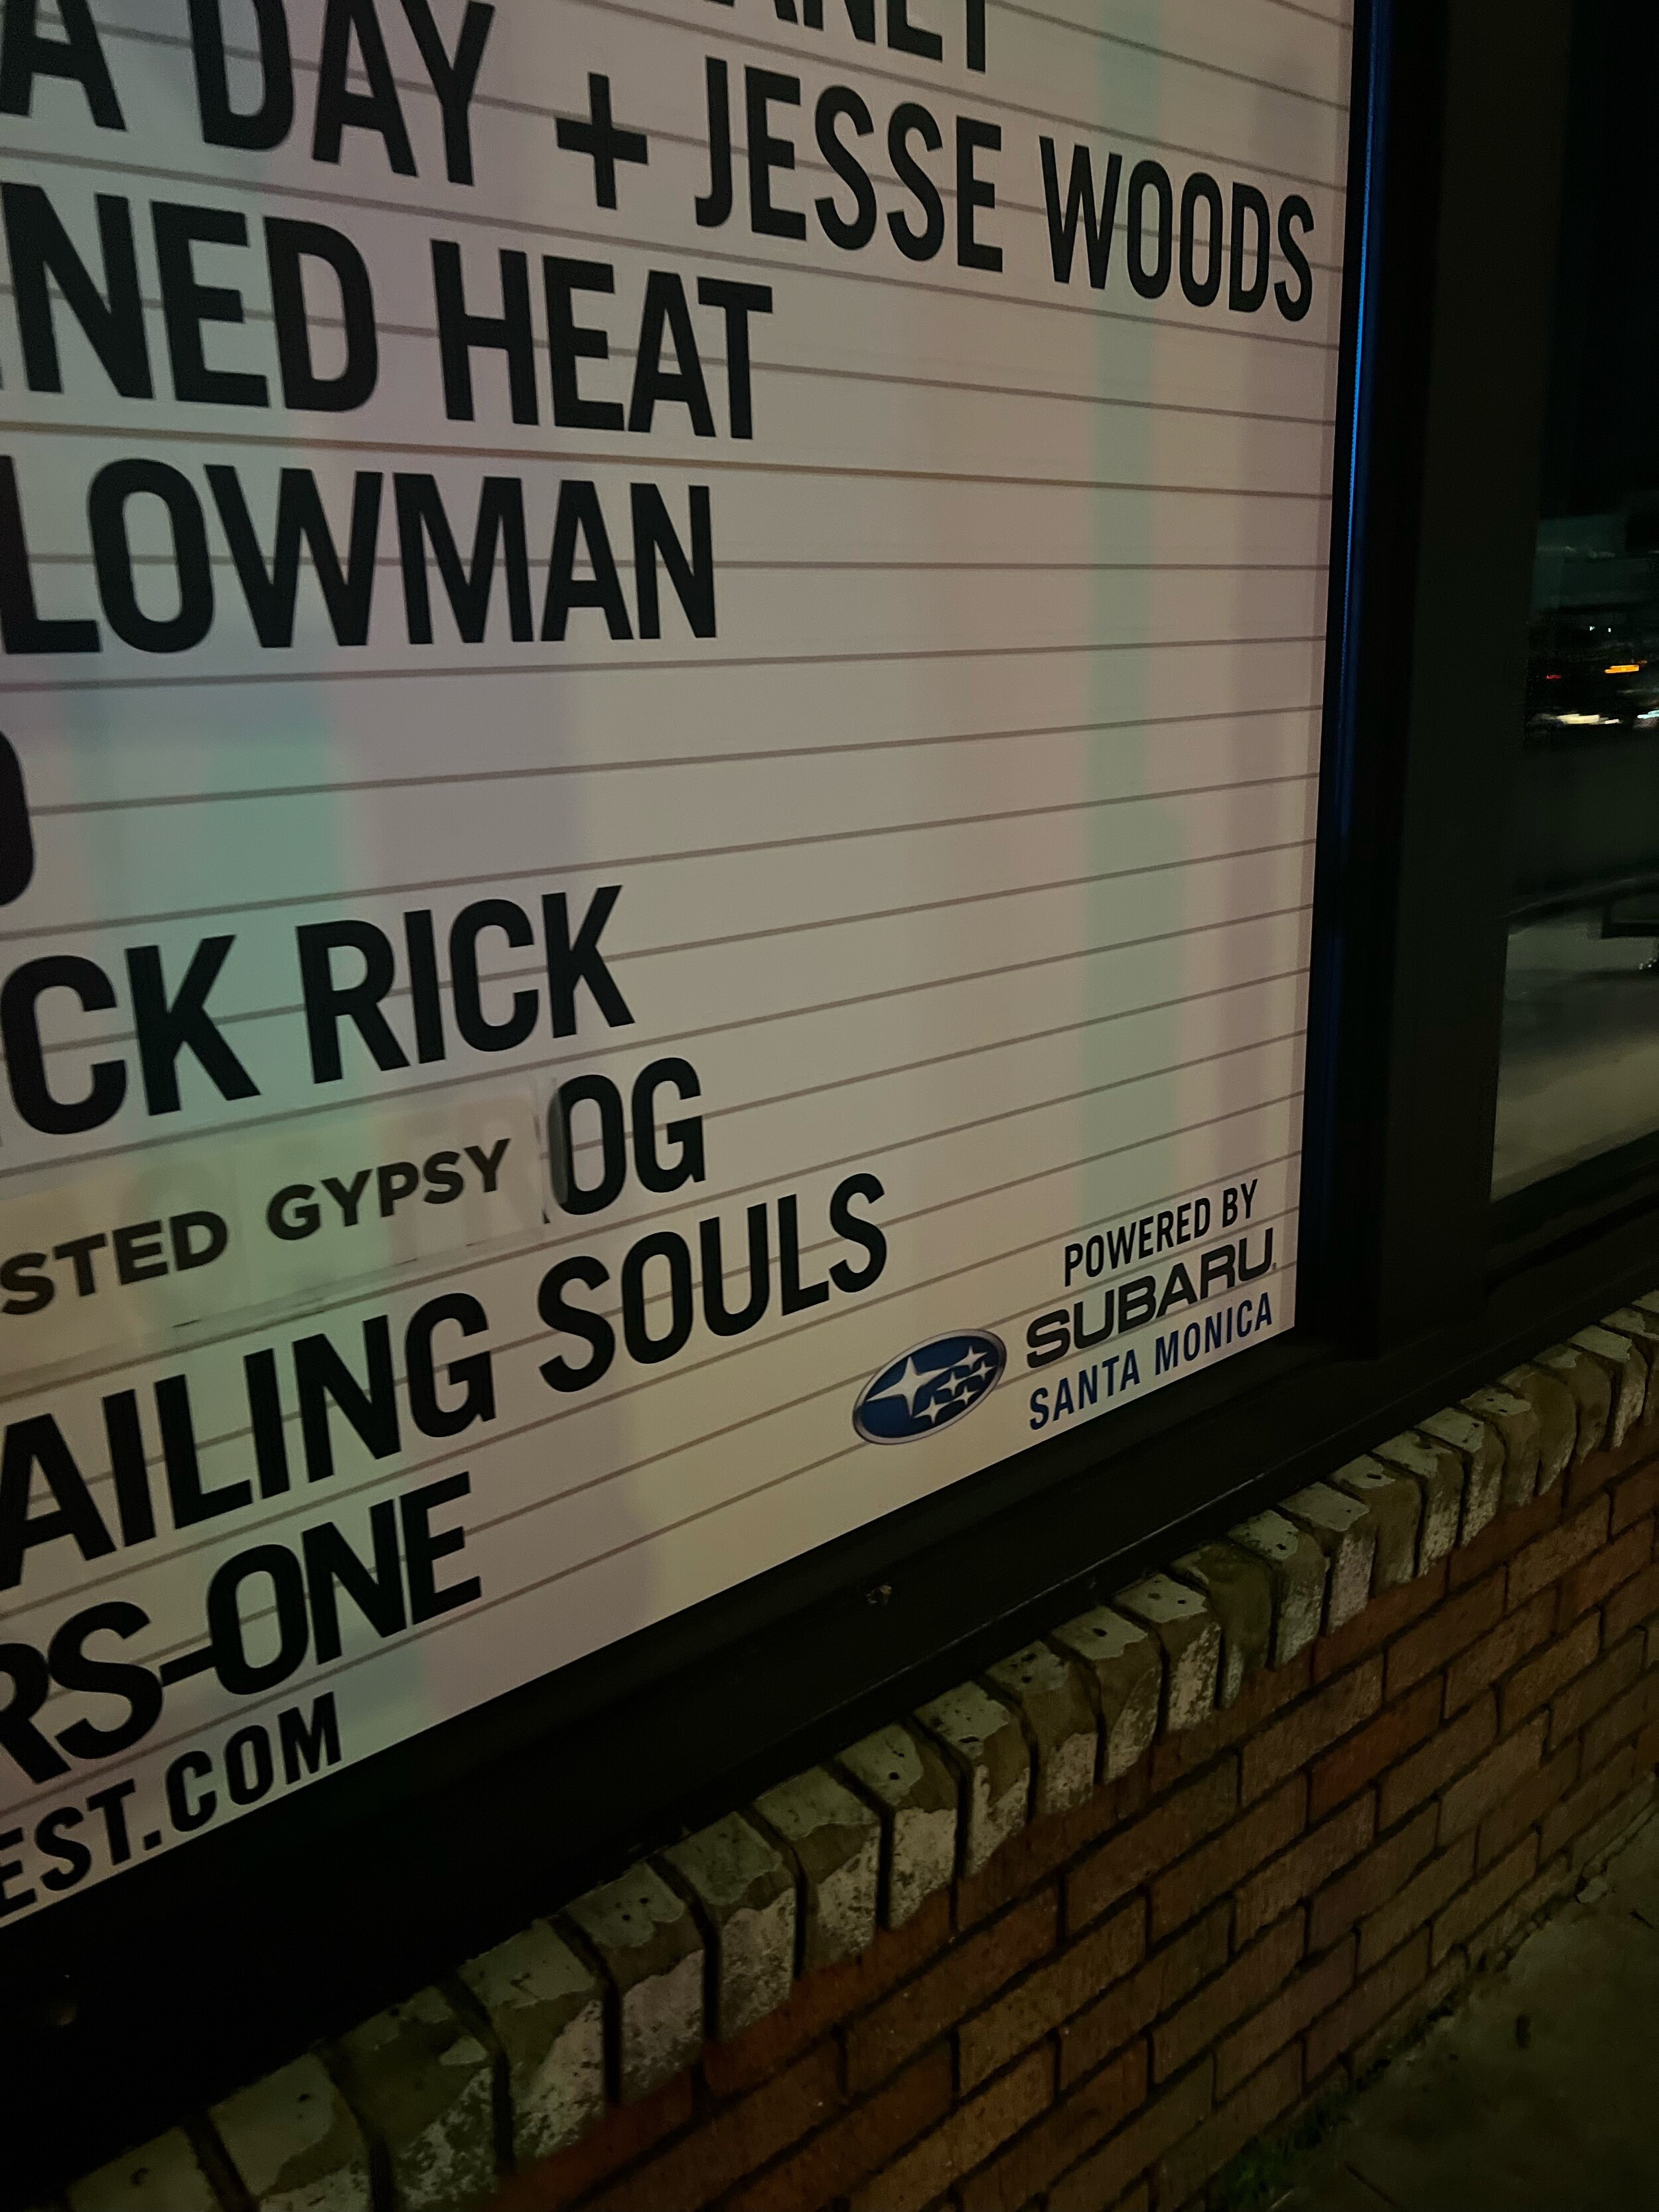 ANET
A DAY + JESSE WOODS
NED HEAT
LOWMAN
CK RICK
OG
STED GYPSY
AILING SOULS
RS-ONE
EST.COM
POWERED BY
SUBARU
SANTA MONICA